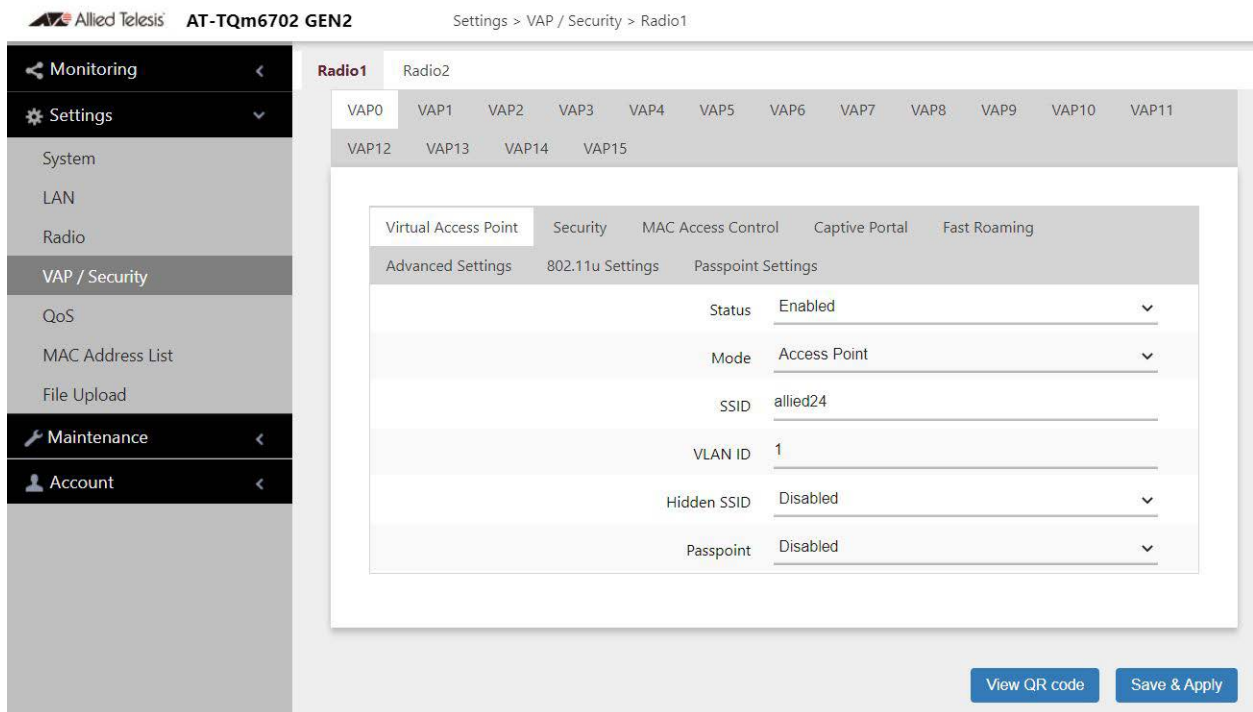 Allied Telesis AT-TQm6702 GEN2 Settings > VAP / Security > Radio1
Monitoring
Settings
System
LAN
Radio
VAP / Security
QoS
MAC Address List
File Upload
Maintenance
Account
Radio1 Radio2
VAP0 VAP1 VAP2 VAP3 VAP4 VAP5 VAP6 VAP7 VAP8 VAP9 VAP10 VAP11
VAP12 VAP13 VAP14 VAP15
Virtual Access Point Security MAC Access Control Captive Portal Fast Roaming
Advanced Settings 802.11u Settings Passpoint Settings
Status Enabled
Mode Access Point
SSID allied24
VLAN ID 1
Hidden SSID Disabled
Passpoint Disabled
View QR code Save & Apply